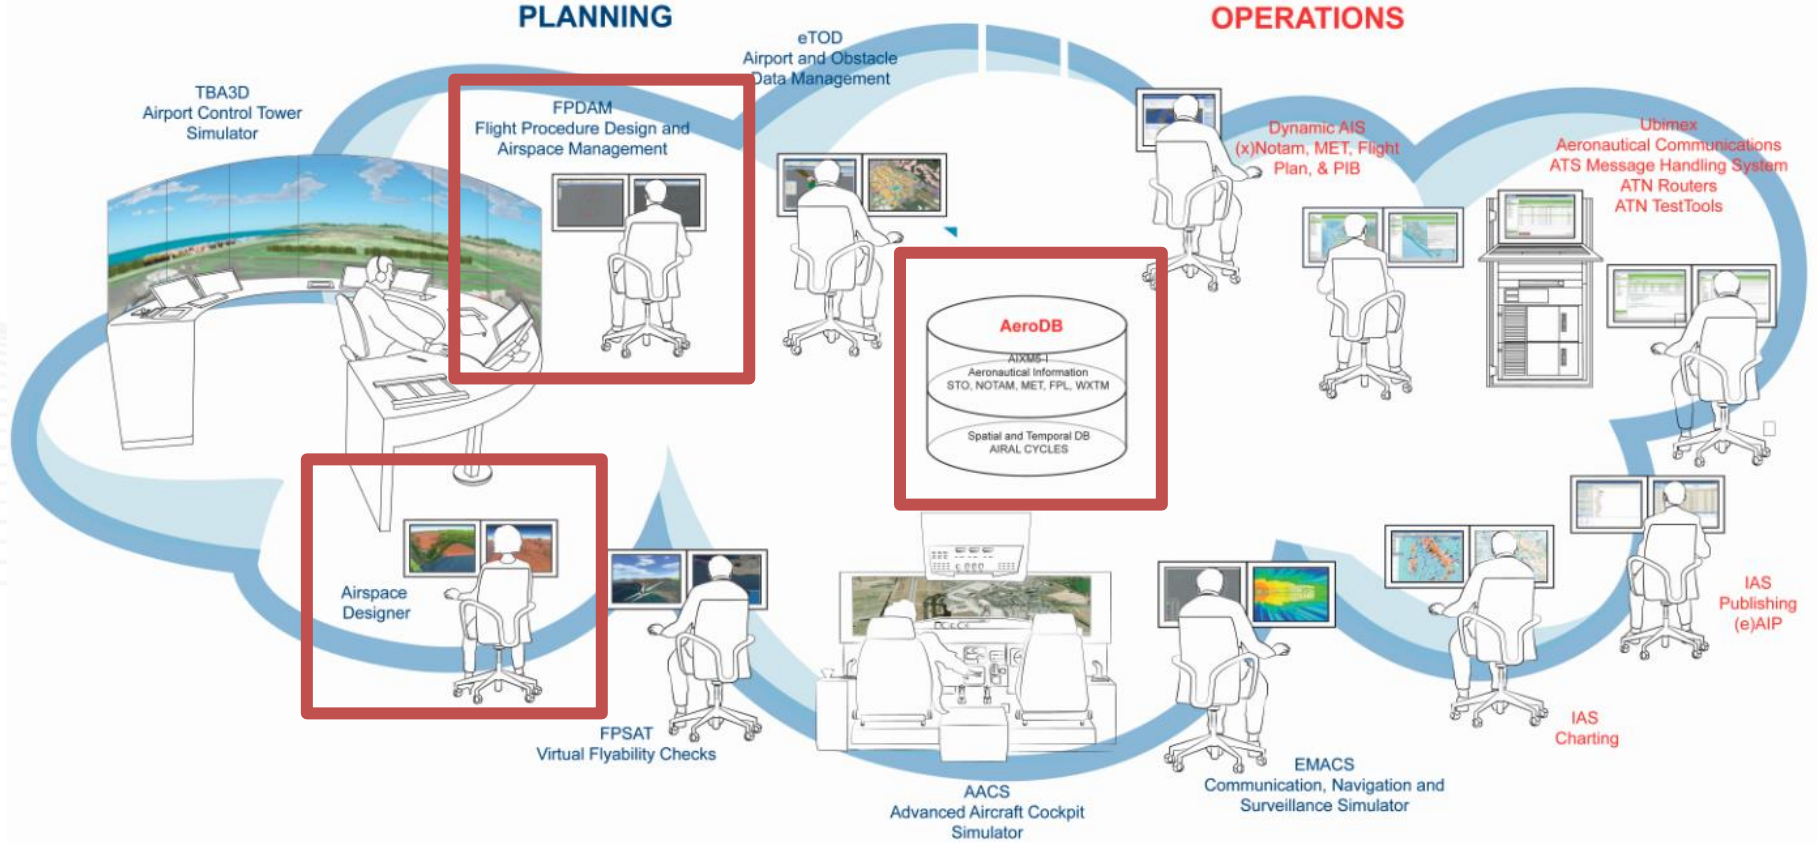 PLANNING
OPERATIONS
eTOD
Airport and Obstacle
Data Management
TBA3D
Airport Control Tower
Simulator
FPDAM
Flight Procedure Design and
Airspace Management
Dynamic AIS
(x)Notam, MET, Flight
Plan, & PIB
Ubimex
Aeronautical Communications
ATS Message Handling System
ATN Routers
ATN TestTools
AeroDB
AIXM5-I
Aeronautical Information
STO, NOTAM, MET, FPL, WXTM
Spatial and Temporal DB
AIRAL CYCLES
Airspace
Designer
IAS
Publishing
(e)AIP
IAS
Charting
FPSAT
Virtual Flyability Checks
EMACS
Communication, Navigation and
Surveillance Simulator
AACS
Advanced Aircraft Cockpit
Simulator